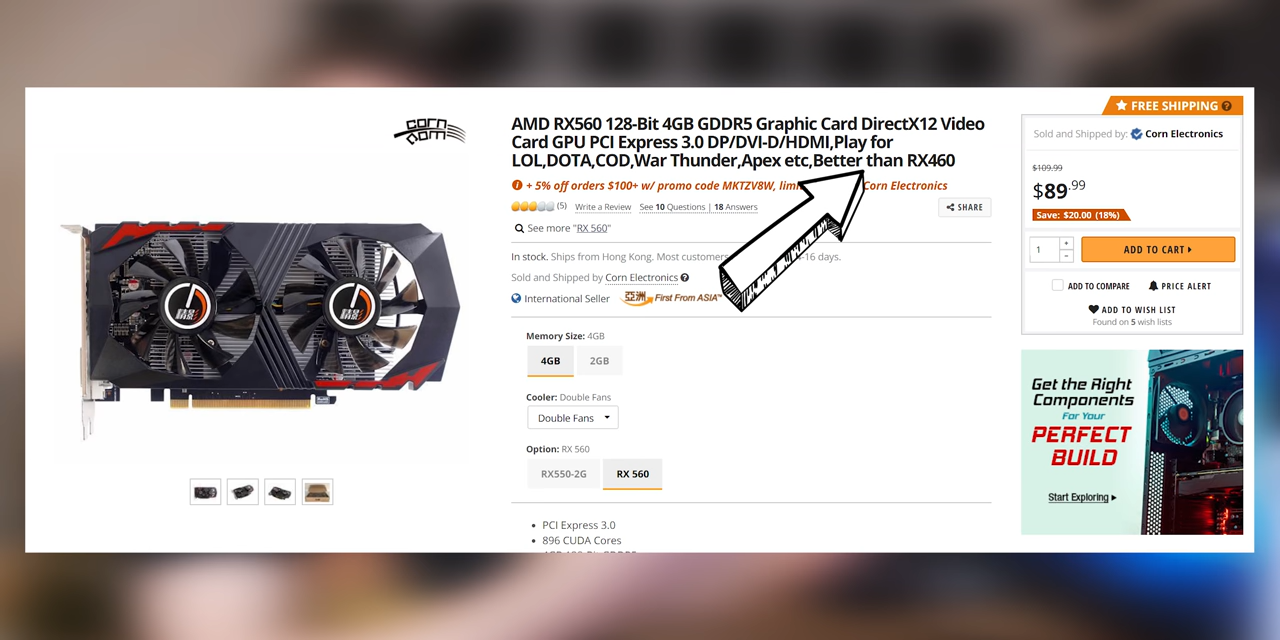 corn
AMD RX560 128-Bit 4GB GDDR5 Graphic Card DirectX12 Video
Card GPU PCI Express 3.0 DP/DVI-D/HDMI,Play for
LOL,DOTA,COD,War Thunder,Apex etc,Better than RX460
+ 5% off orders $100+ w/ promo code MKTZV8W, Corn Electronics
(5) Write a Review See 10 Questions | 18 Answers
SHARE
See more "RX 560"
In stock. Ships from Hong Kong. Most customers -16 days.
Sold and Shipped by Corn Electronics ?
International Seller 亞洲 First From ASIA™
Memory Size: 4GB
4GB 2GB
Cooler: Double Fans
Double Fans
Option: RX 560
RX550-2G RX 560
PCI Express 3.0
896 CUDA Cores
FREE SHIPPING ?
Sold and Shipped by: Corn Electronics
$109.99
$89.99
Save: $20.00 (18%)
1 + -
ADD TO CART
ADD TO COMPARE PRICE ALERT
ADD TO WISH LIST
Found on 5 wish lists
Get the Right
Components
For Your
PERFECT
BUILD
Start Exploring